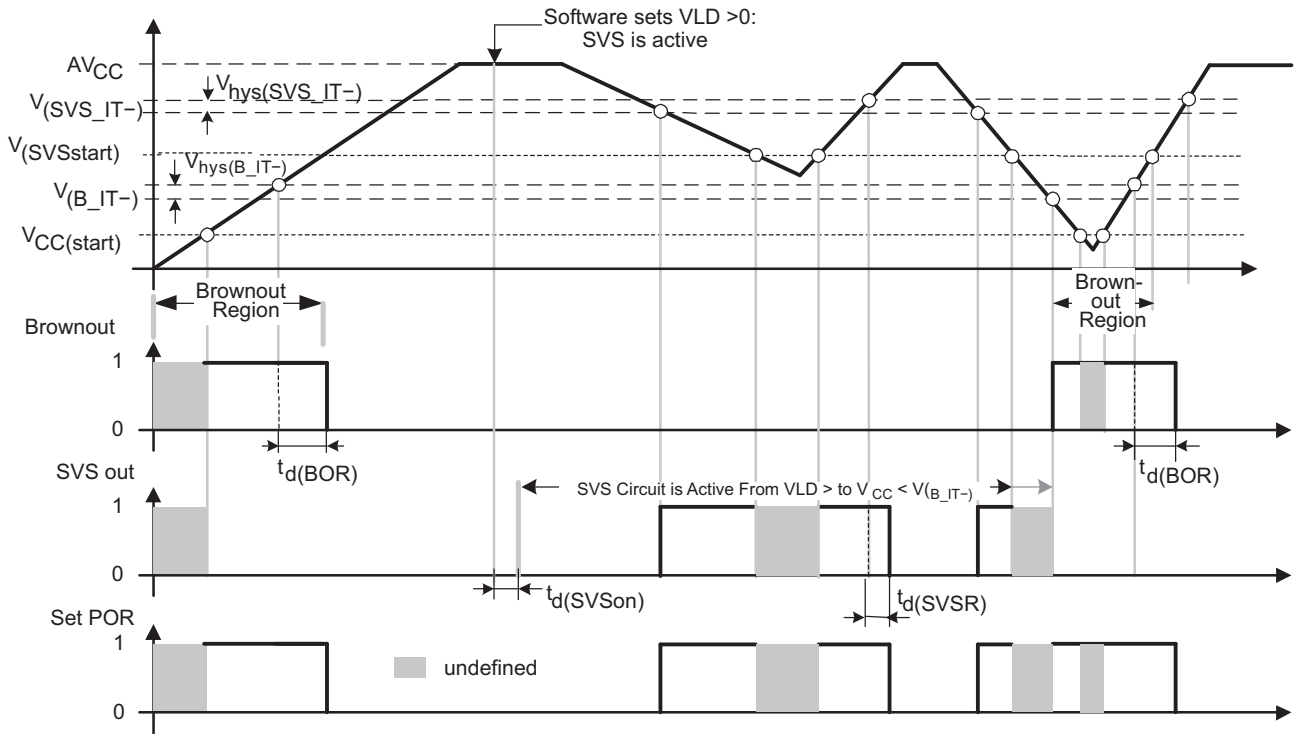 Software sets VLD >0:
SVS is active
AVCC
Vhys(SVS_IT−)
V(SVS_IT−)
V(SVSstart)
Vhys(B_IT−)
V(B_IT−)
VCC(start)
Brownout
Region
Brown-
out
Region
Brownout
1
0
td(BOR)
td(BOR)
SVS out
SVS Circuit is Active From VLD > to VCC < V(B_IT−)
1
0
td(SVSon)
td(SVSR)
Set POR
1
undefined
0